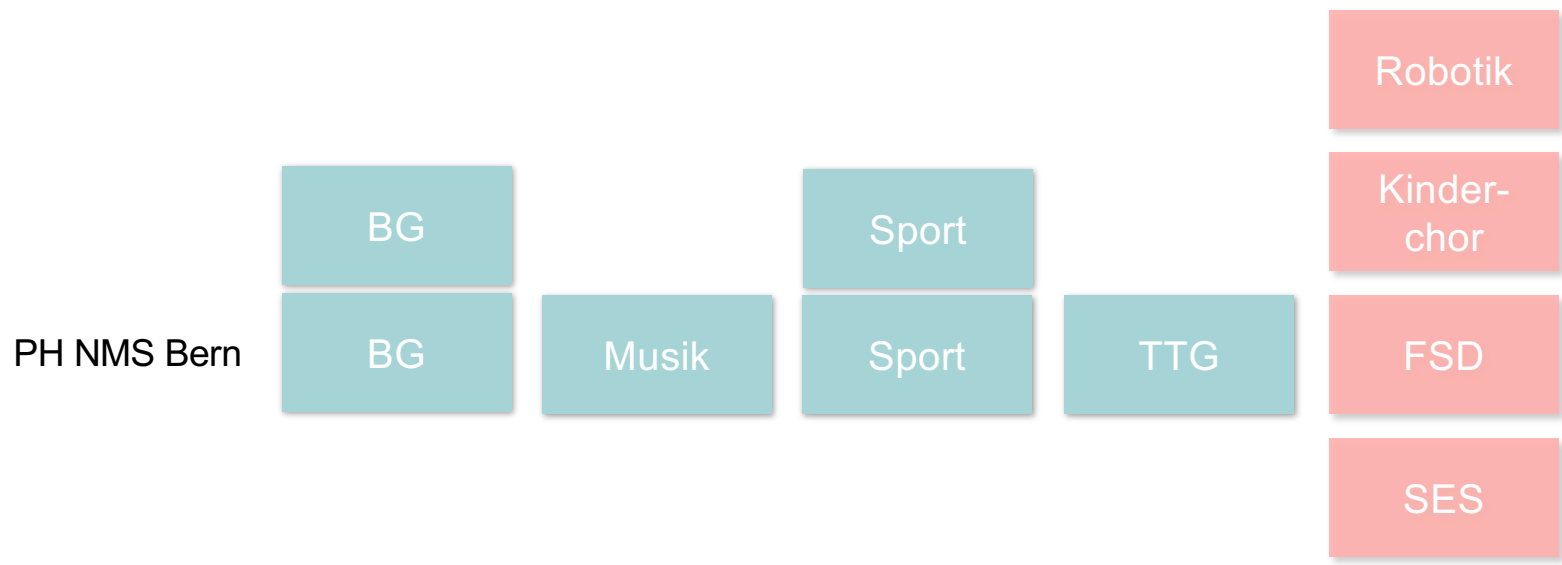 Robotik
Kinder-
chor
BG
Sport
PH NMS Bern
BG
Musik
Sport
TTG
FSD
SES